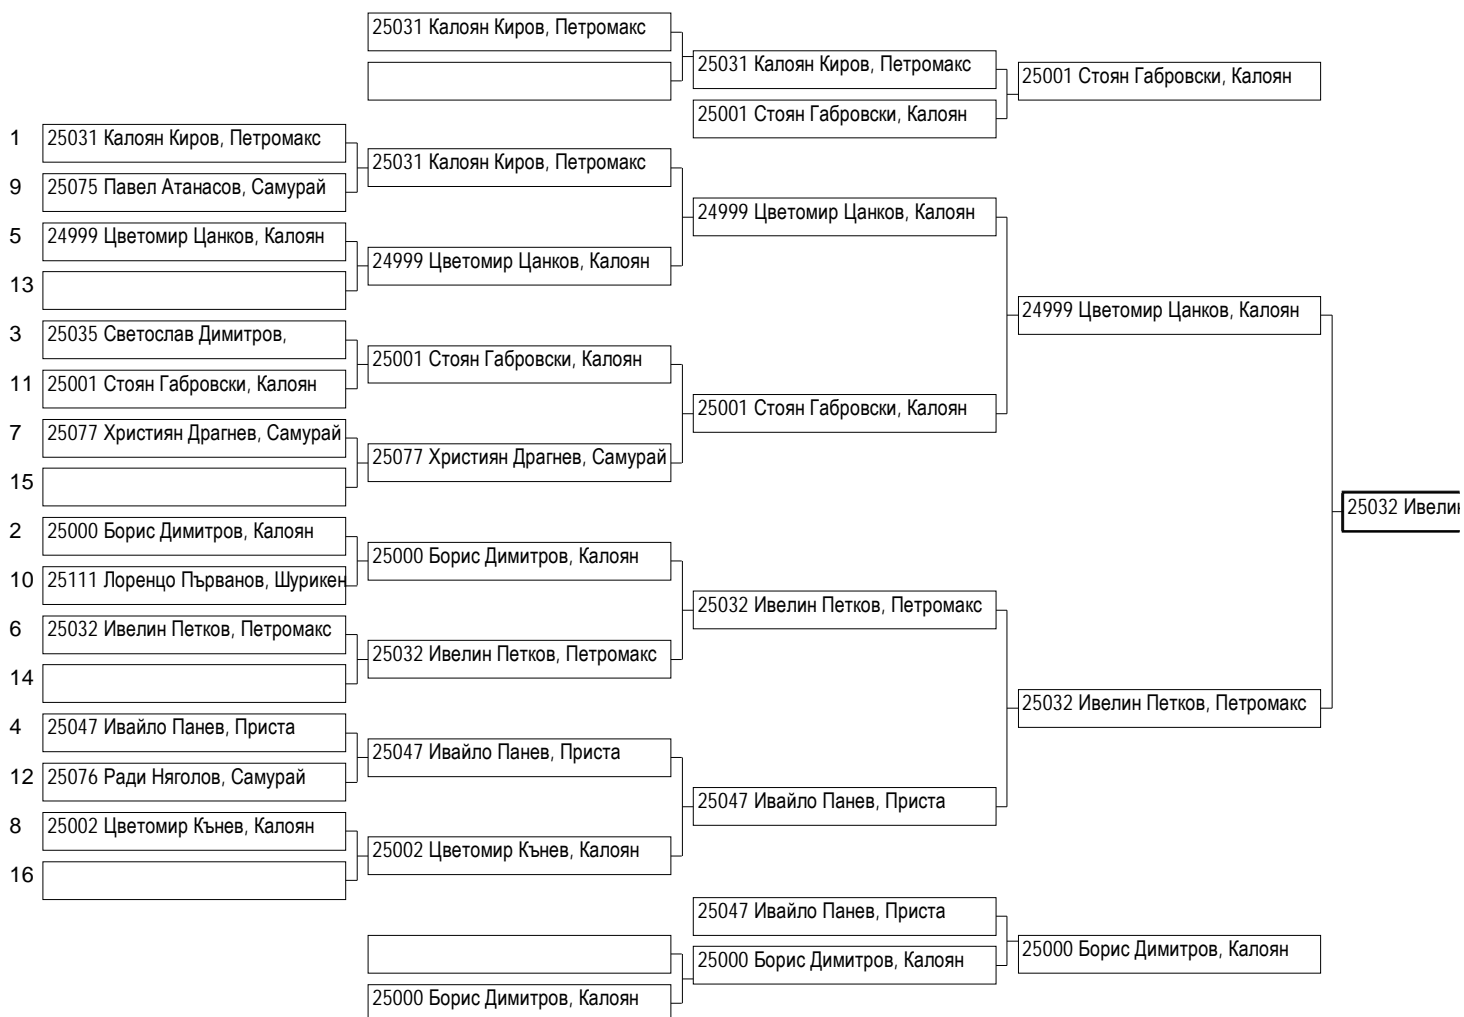 25031 Калоян Киров, Петромакс
25031 Калоян Киров, Петромакс
25001 Стоян Габровски, Калоян
25001 Стоян Габровски, Калоян
1 25031 Калоян Киров, Петромакс
25031 Калоян Киров, Петромакс
9 25075 Павел Атанасов, Самурай
24999 Цветомир Цанков, Калоян
5 24999 Цветомир Цанков, Калоян
24999 Цветомир Цанков, Калоян
13
24999 Цветомир Цанков, Калоян
3 25035 Светослав Димитров,
25001 Стоян Габровски, Калоян
11 25001 Стоян Габровски, Калоян
25001 Стоян Габровски, Калоян
7 25077 Християн Драгнев, Самурай
25077 Християн Драгнев, Самурай
15
25032 Ивелин
2 25000 Борис Димитров, Калоян
25000 Борис Димитров, Калоян
10 25111 Лоренцо Първанов, Шурикен
25032 Ивелин Петков, Петромакс
6 25032 Ивелин Петков, Петромакс
25032 Ивелин Петков, Петромакс
14
25032 Ивелин Петков, Петромакс
4 25047 Ивайло Панев, Приста
25047 Ивайло Панев, Приста
12 25076 Ради Няголов, Самурай
25047 Ивайло Панев, Приста
8 25002 Цветомир Кънев, Калоян
25002 Цветомир Кънев, Калоян
16
25047 Ивайло Панев, Приста
25000 Борис Димитров, Калоян
25000 Борис Димитров, Калоян
25000 Борис Димитров, Калоян